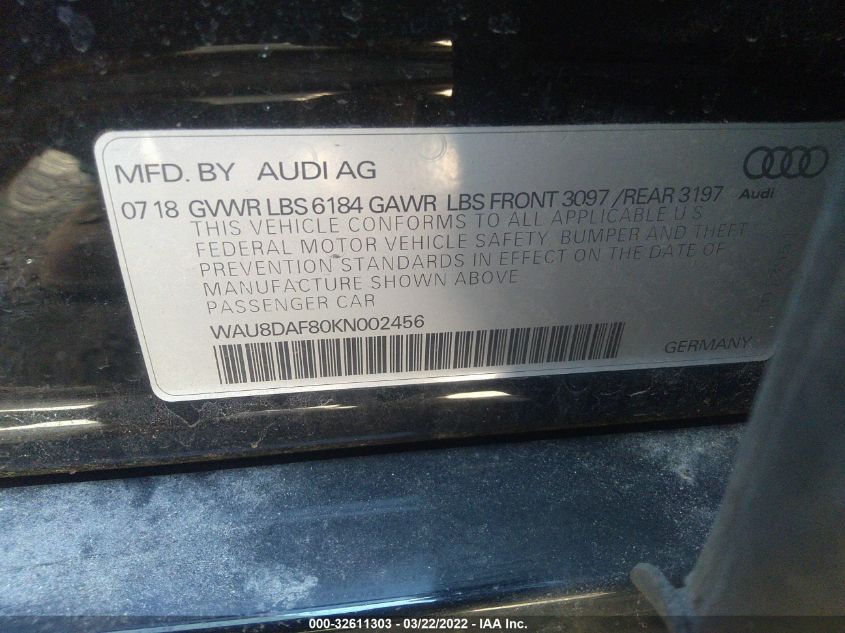 MFD. BY AUDI AG
07 18 GVWR LBS 6184 GAWR LBS FRONT 3097 /REAR 3197
Audi
THIS VEHICLE CONFORMS TO ALL APPLICABLE U S
FEDERAL MOTOR VEHICLE SAFETY, BUMPER AND THEFT
PREVENTION STANDARDS IN EFFECT ON THE DATE OF
MANUFACTURE SHOWN ABOVE
PASSENGER CAR
WAU8DAF80KN002456
GERMANY
000-32611303 - 03/22/2022 - IAA Inc.